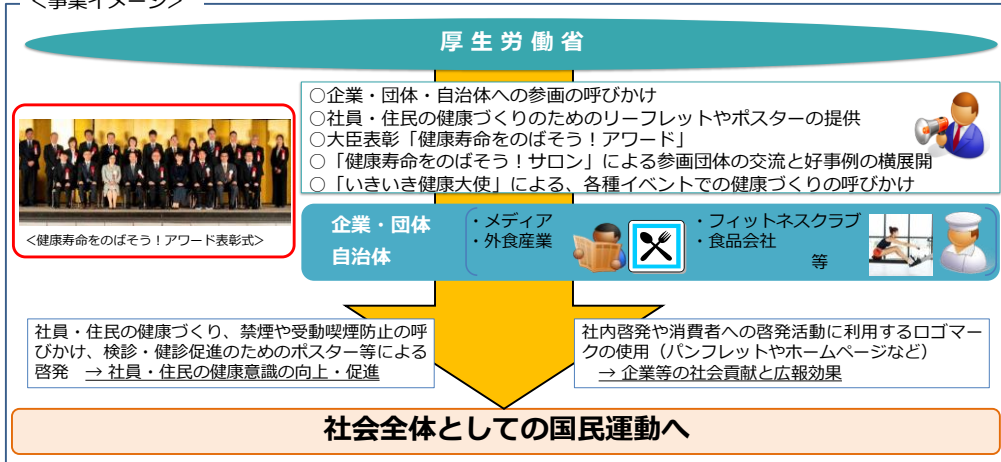 ＜事業イメージ＞
厚生労働省
○企業・団体・自治体への参画の呼びかけ
○社員・住民の健康づくりのためのリーフレットやポスターの提供
○大臣表彰「健康寿命をのばそう！アワード」
○「健康寿命をのばそう！サロン」による参画団体の交流と好事例の横展開
○「いきいき健康大使」による、各種イベントでの健康づくりの呼びかけ
＜健康寿命をのばそう！アワード表彰式＞
企業・団体
自治体
・メディア
・外食産業
・フィットネスクラブ
・食品会社
等
社員・住民の健康づくり、禁煙や受動喫煙防止の呼
びかけ、検診・健診促進のためのポスター等による
啓発　→ 社員・住民の健康意識の向上・促進
社内啓発や消費者への啓発活動に利用するロゴマー
クの使用（パンフレットやホームページなど）
→ 企業等の社会貢献と広報効果
社会全体としての国民運動へ